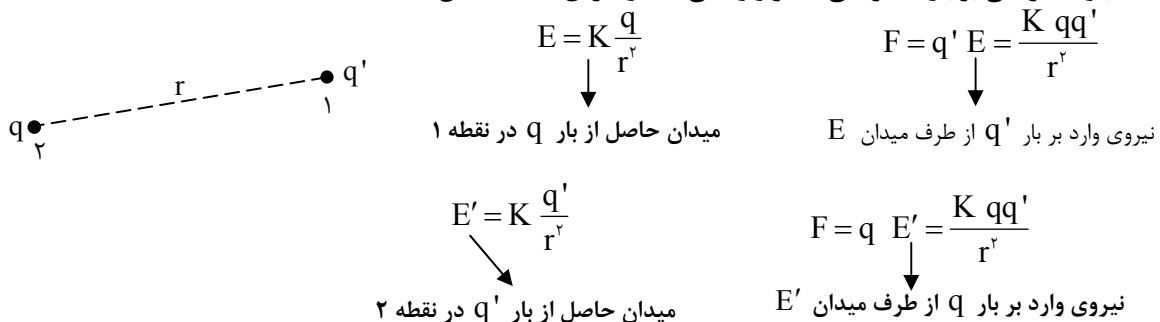 E = K q/r²  F = q' E = K qq'/r²
q' r
۱
q
۲
میدان حاصل از بار q در نقطه ۱
نیروی وارد بر بار q' از طرف میدان E
E′ = K q'/r²  F = q E′ = K qq'/r²
میدان حاصل از بار q' در نقطه ۲
نیروی وارد بر بار q از طرف میدان E′